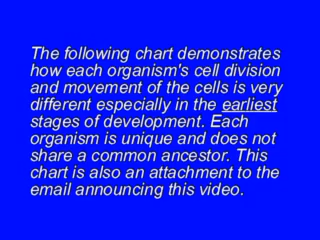 The following chart demonstrates
how each organism's cell division
and movement of the cells is very
different especially in the earliest
stages of development. Each
organism is unique and does not
share a common ancestor. This
chart is also an attachment to the
email announcing this video.